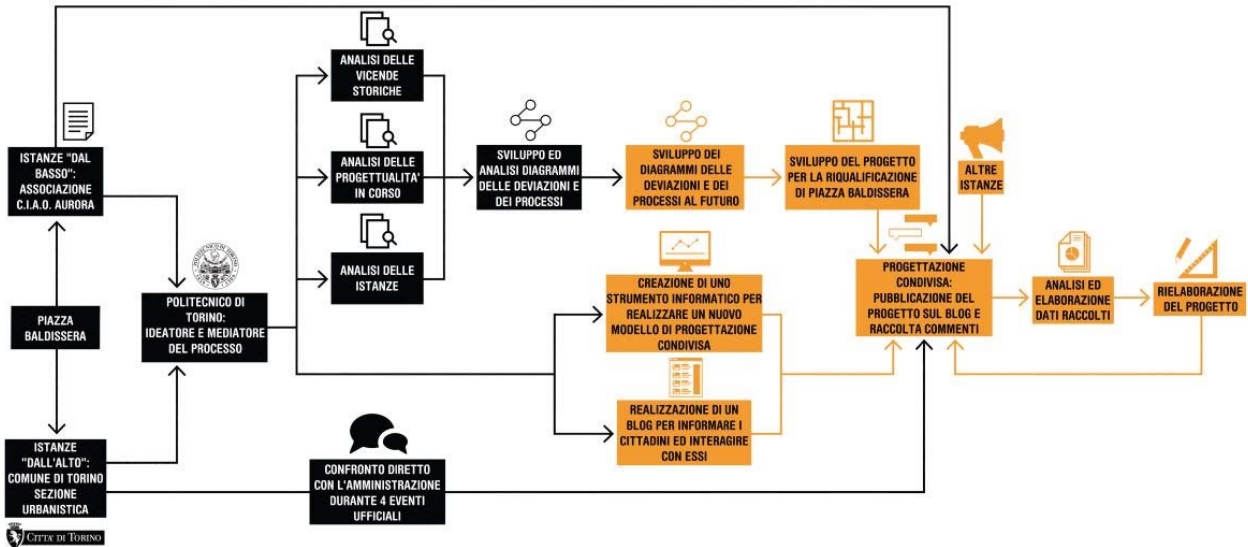 ISTANZE "DAL
BASSO":
ASSOCIAZIONE
C.I.A.O. AURORA
PIAZZA
BALDISSERA
ISTANZE
"DALL'ALTO":
COMUNE DI TORINO
SEZIONE
URBANISTICA
CITTA' DI TORINO
POLITECNICO DI TORINO
POLITECNICO DI
TORINO:
IDEATORE E MEDIATORE
DEL PROCESSO
ANALISI DELLE
VICENDE
STORICHE
ANALISI DELLE
PROGETTUALITA'
IN CORSO
ANALISI DELLE
ISTANZE
CONFRONTO DIRETTO
CON L'AMMINISTRAZIONE
DURANTE 4 EVENTI
UFFICIALI
SVILUPPO ED
ANALISI DIAGRAMMI
DELLE DEVIAZIONI E
DEI PROCESSI
SVILUPPO DEI
DIAGRAMMI DELLE
DEVIAZIONI E DEI
PROCESSI AL FUTURO
SVILUPPO DEL PROGETTO
PER LA RIQUALIFICAZIONE
DI PIAZZA BALDISSERA
ALTRE
ISTANZE
CREAZIONE DI UNO
STRUMENTO INFORMATICO PER
REALIZZARE UN NUOVO
MODELLO DI PROGETTAZIONE
CONDIVISA
REALIZZAZIONE DI UN
BLOG PER INFORMARE I
CITTADINI ED INTERAGIRE
CON ESSI
PROGETTAZIONE
CONDIVISA:
PUBBLICAZIONE DEL
PROGETTO SUL BLOG E
RACCOLTA COMMENTI
ANALISI ED
ELABORAZIONE
DATI RACCOLTI
RIELABORAZIONE
DEL PROGETTO